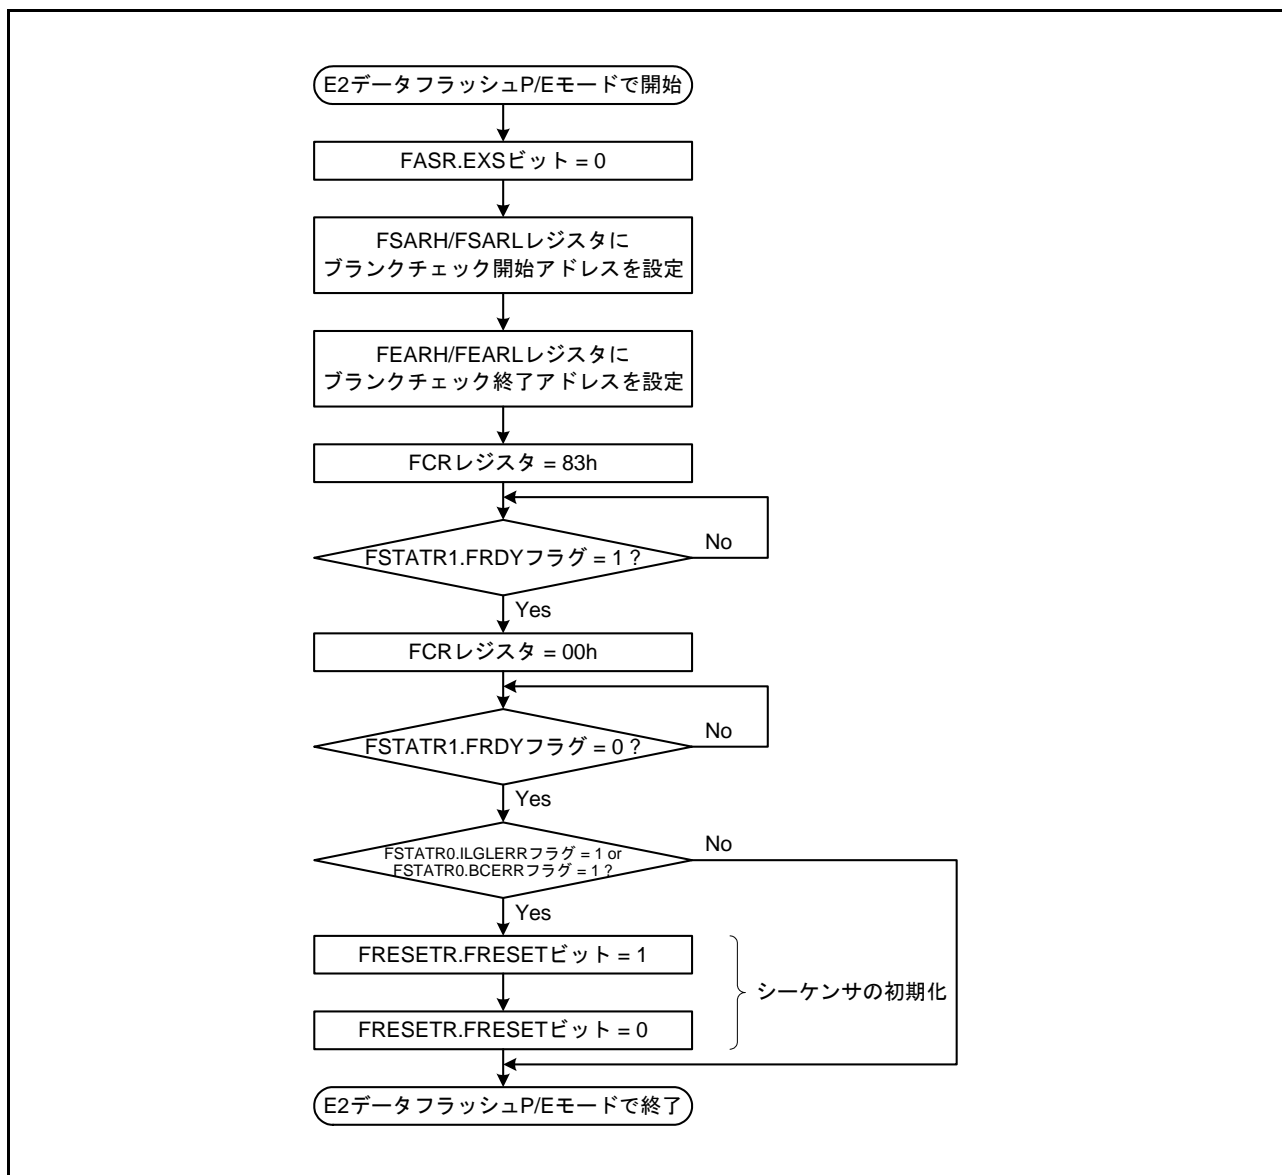 E2データフラッシュP/Eモードで開始
FASR.EXSビット = 0
FSARH/FSARLレジスタに
ブランクチェック開始アドレスを設定
FEARH/FEARLレジスタに
ブランクチェック終了アドレスを設定
FCRレジスタ = 83h
FSTATR1.FRDYフラグ = 1 ?
No
Yes
FCRレジスタ = 00h
FSTATR1.FRDYフラグ = 0 ?
No
Yes
FSTATR0.ILGLERRフラグ = 1 or
FSTATR0.BCERRフラグ = 1 ?
No
Yes
FRESETR.FRESETビット = 1
シーケンサの初期化
FRESETR.FRESETビット = 0
E2データフラッシュP/Eモードで終了